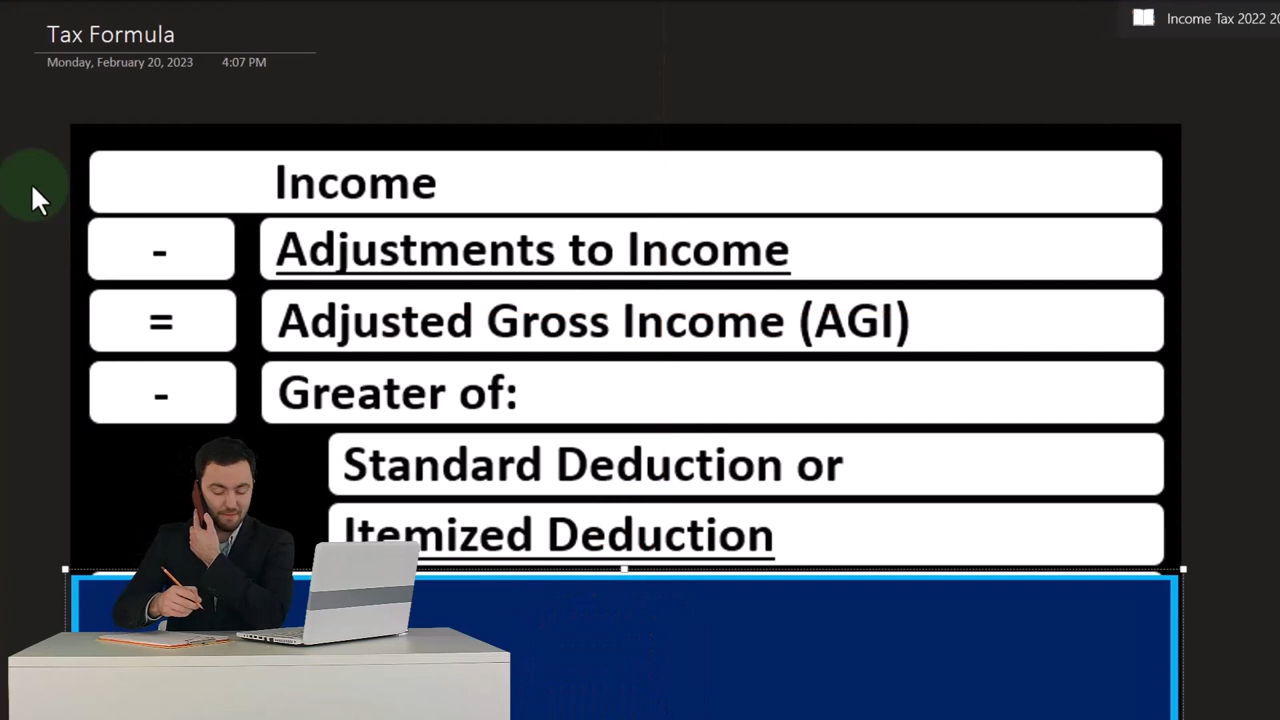 Tax Formula
Monday, February 20, 2023 4:07 PM
Income Tax 2022
Income
- Adjustments to Income
= Adjusted Gross Income (AGI)
- Greater of:
Standard Deduction or
Itemized Deduction